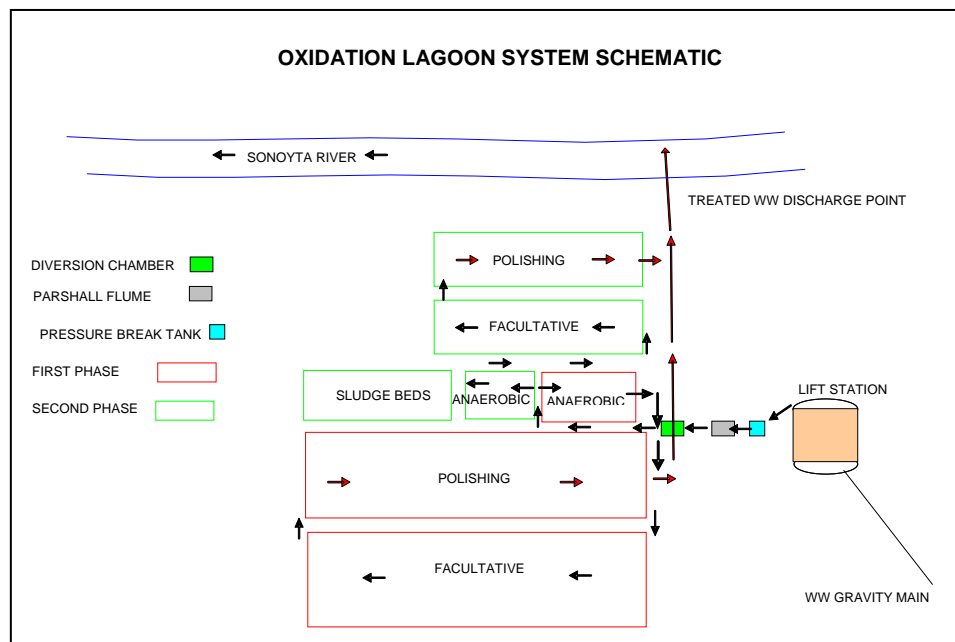 OXIDATION LAGOON SYSTEM SCHEMATIC
SONOYTA RIVER
TREATED WW DISCHARGE POINT
DIVERSION CHAMBER
PARSHALL FLUME
PRESSURE BREAK TANK
FIRST PHASE
SECOND PHASE
POLISHING
FACULTATIVE
SLUDGE BEDS
ANAEROBIC
ANAEROBIC
LIFT STATION
POLISHING
FACULTATIVE
WW GRAVITY MAIN